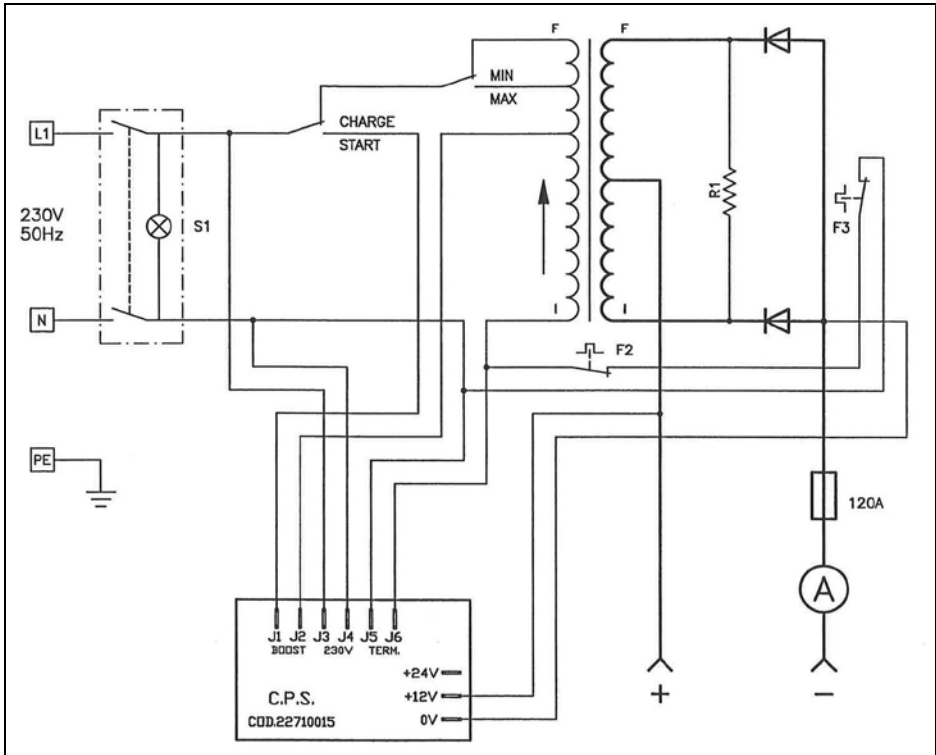 F
F
MIN
MAX
L1
CHARGE
START
230V
50Hz
S1
R1
F3
N
I
I
F2
PE
120A
A
J1 J2 J3 J4 J5 J6
BOOST 230V TERM.
+24V
C.P.S.
+12V
COD.22710015
0V
+
−